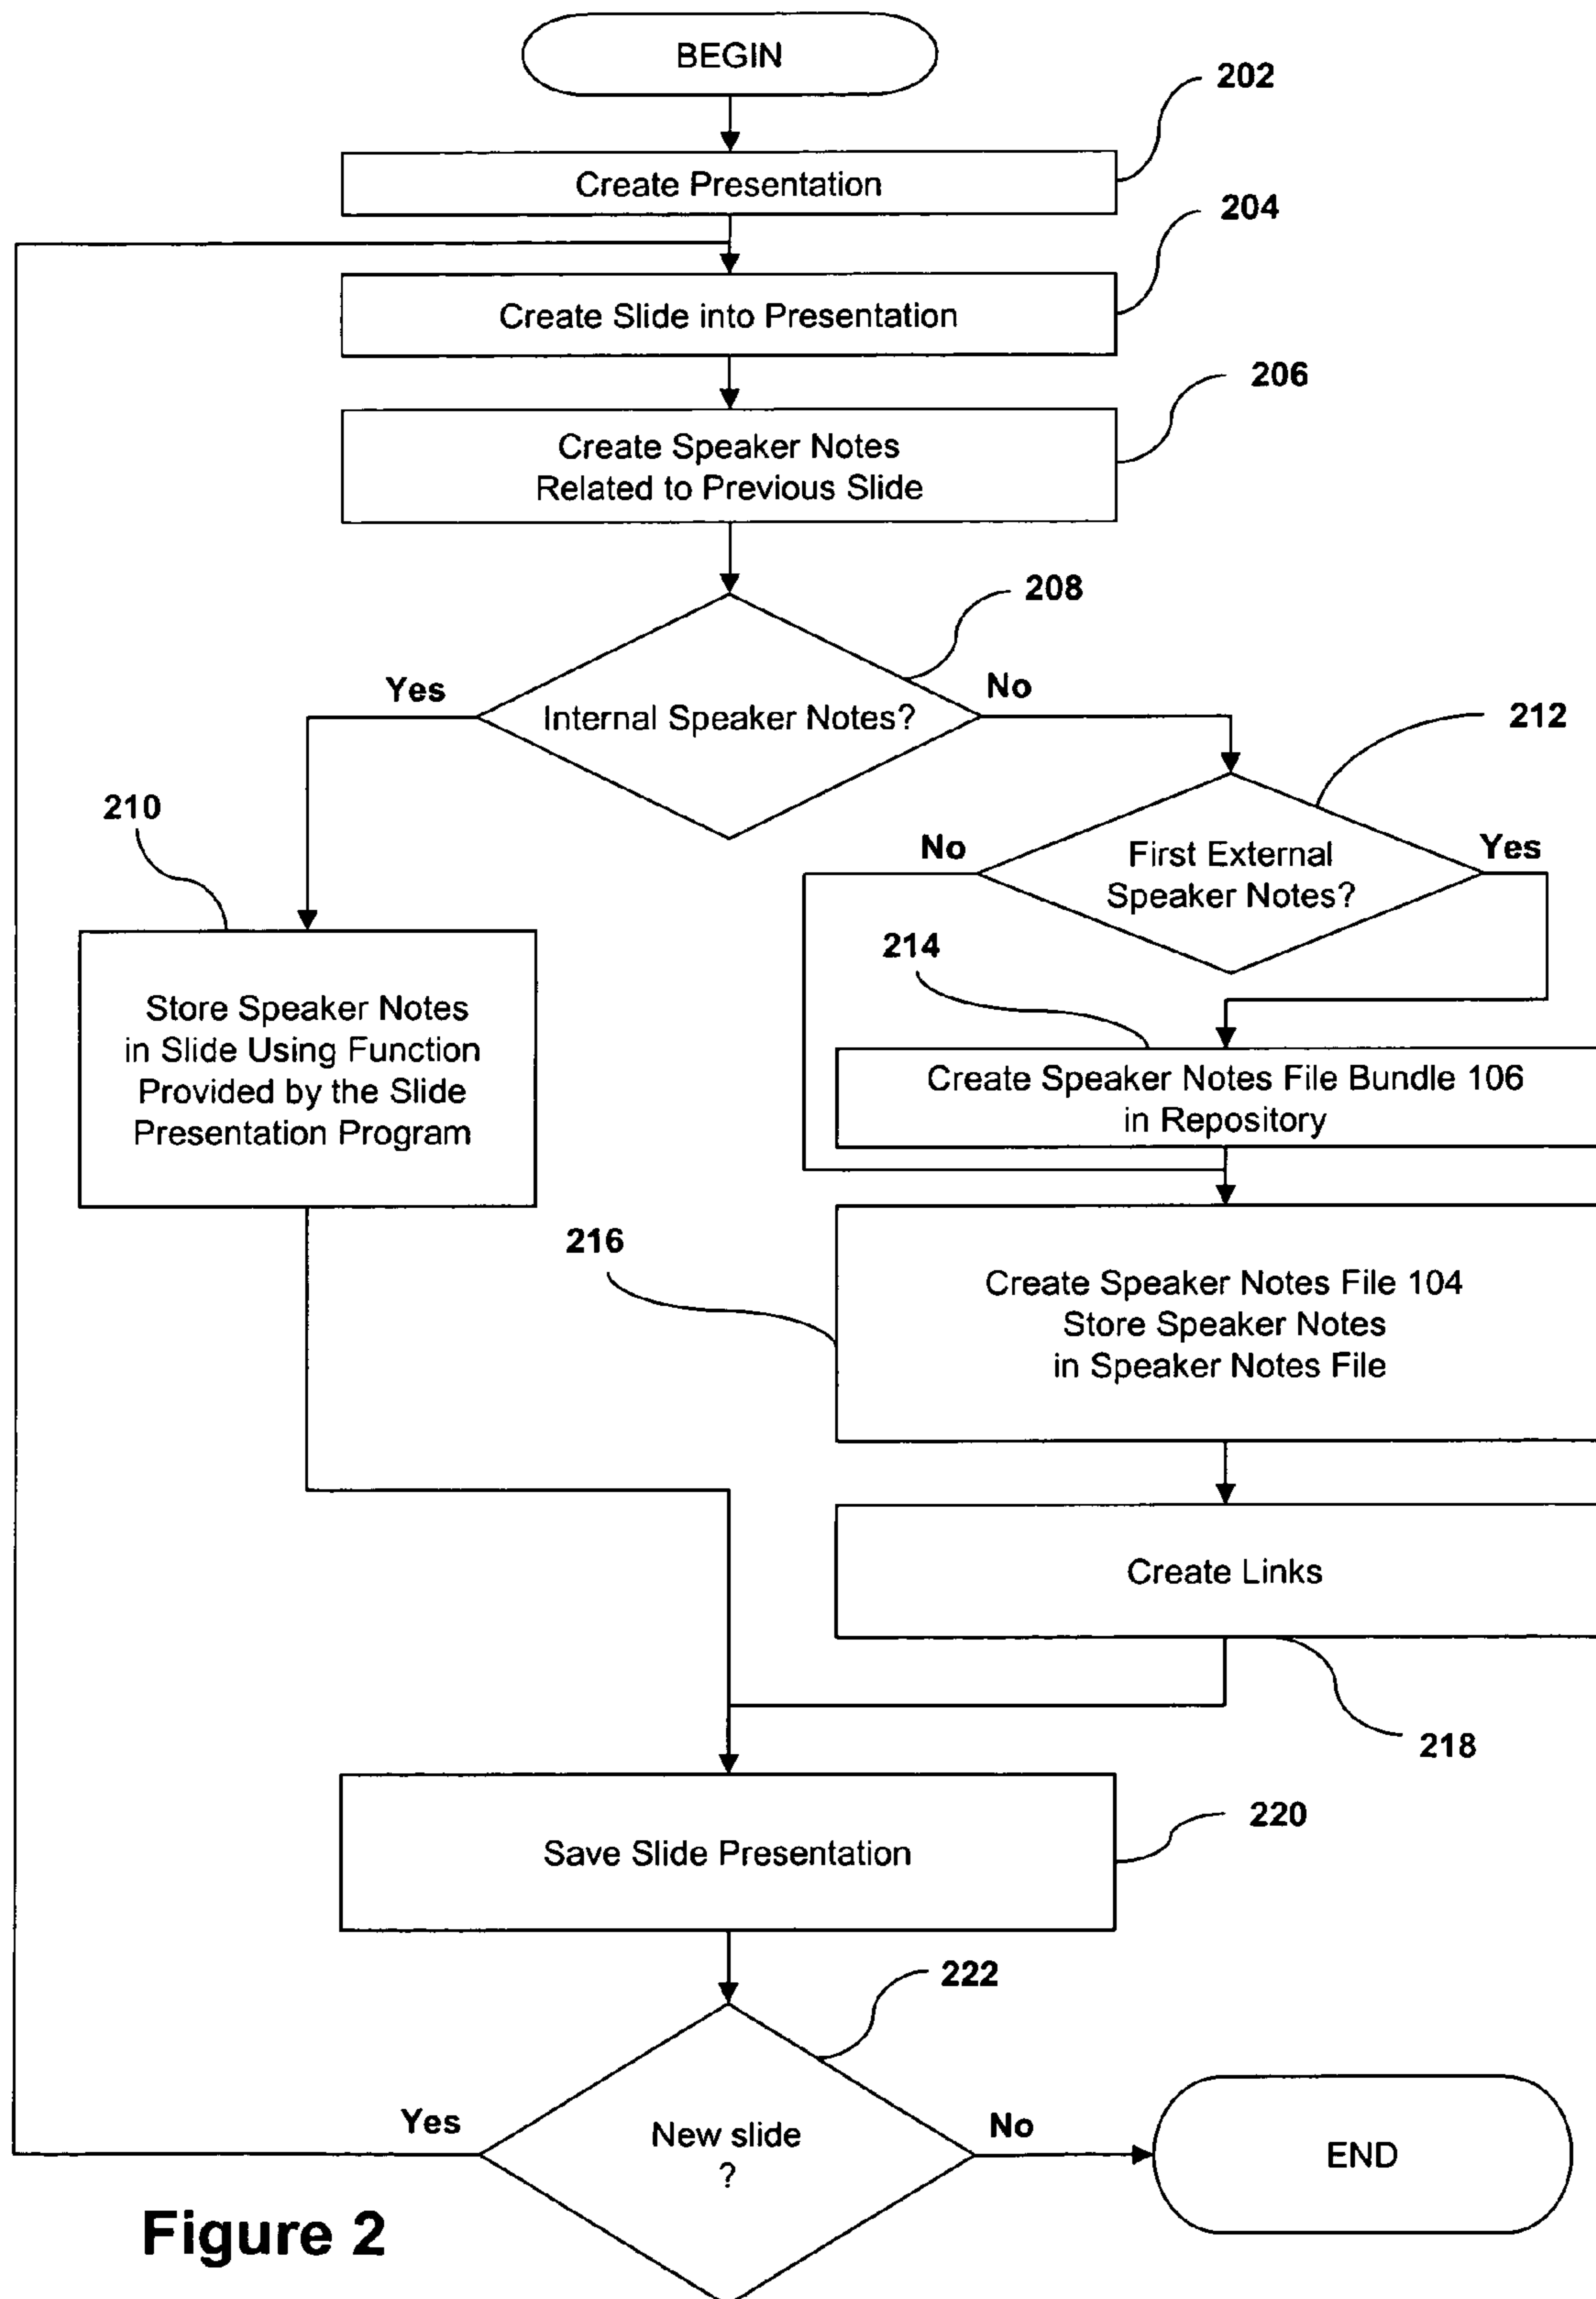 BEGIN
202
Create Presentation
204
Create Slide into Presentation
206
Create Speaker Notes
Related to Previous Slide
208
Yes
No
Internal Speaker Notes?
212
210
No
First External
Speaker Notes?
Yes
214
Store Speaker Notes
in Slide Using Function
Provided by the Slide
Presentation Program
Create Speaker Notes File Bundle 106
in Repository
216
Create Speaker Notes File 104
Store Speaker Notes
in Speaker Notes File
Create Links
218
220
Save Slide Presentation
222
Yes
New slide
?
No
END
Figure 2